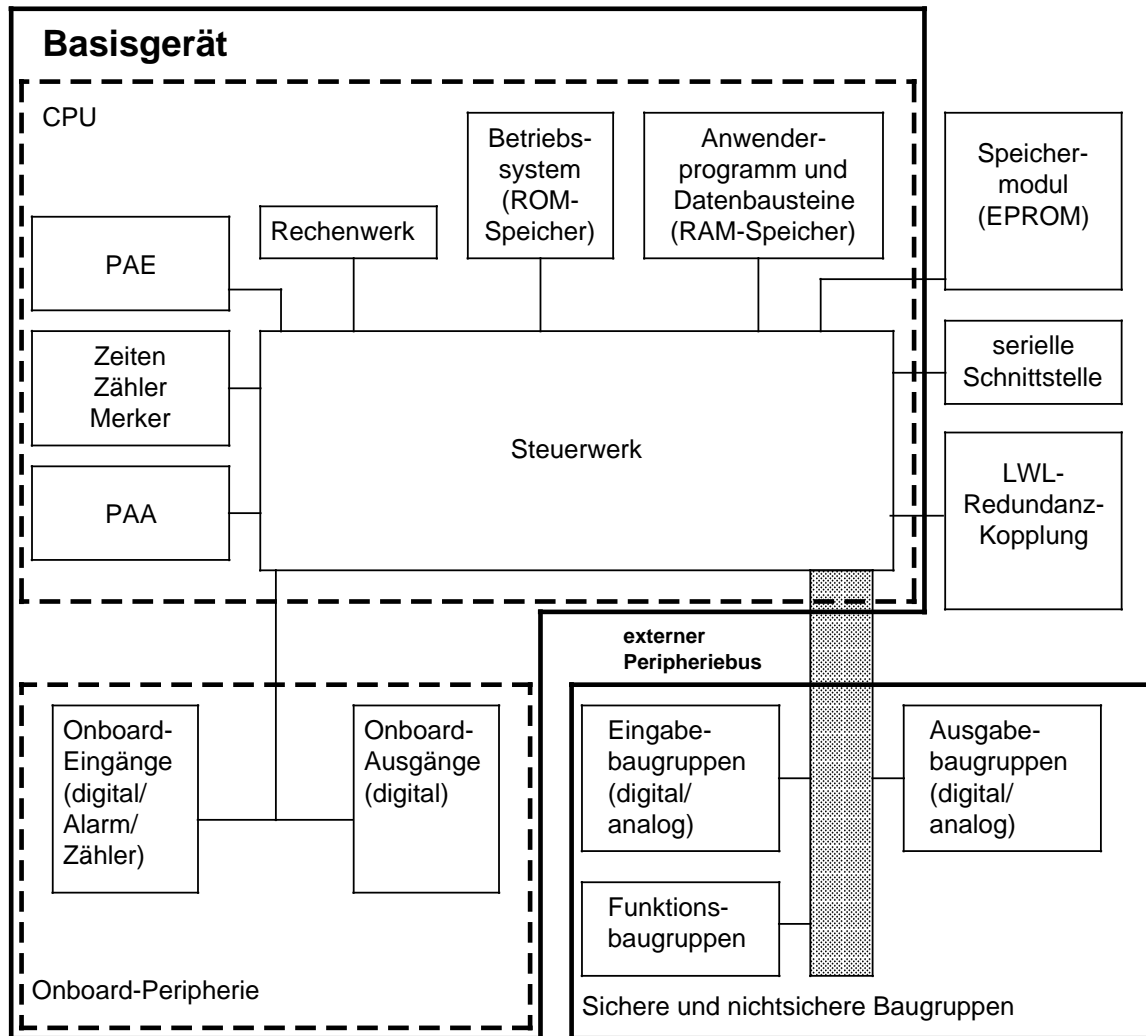 Basisgerät
CPU
Betriebs-
system
(ROM-
Speicher)
Anwender-
programm und
Datenbausteine
(RAM-Speicher)
Speicher-
modul
(EPROM)
Rechenwerk
PAE
Zeiten
Zähler
Merker
PAA
Steuerwerk
serielle
Schnittstelle
LWL-
Redundanz-
Kopplung
externer
Peripheriebus
Onboard-
Eingänge
(digital/
Alarm/
Zähler)
Onboard-
Ausgänge
(digital)
Onboard-Peripherie
Eingabe-
baugruppen
(digital/
analog)
Ausgabe-
baugruppen
(digital/
analog)
Funktions-
baugruppen
Sichere und nichtsichere Baugruppen